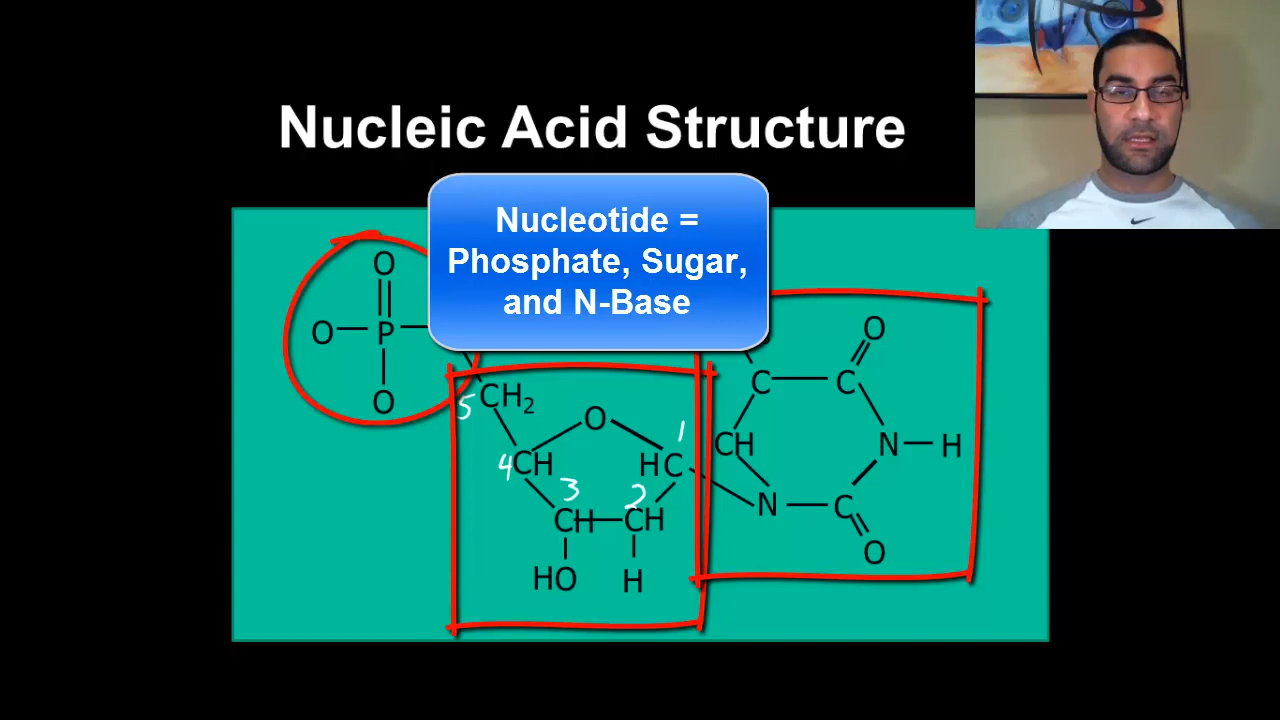 Nucleic Acid Structure
Nucleotide =
Phosphate, Sugar,
and N-Base
O
O P
O
5 CH2
O
4 CH
3
CH
HO
2
CH
H
1
HC
O
C C
CH N H
N C
O